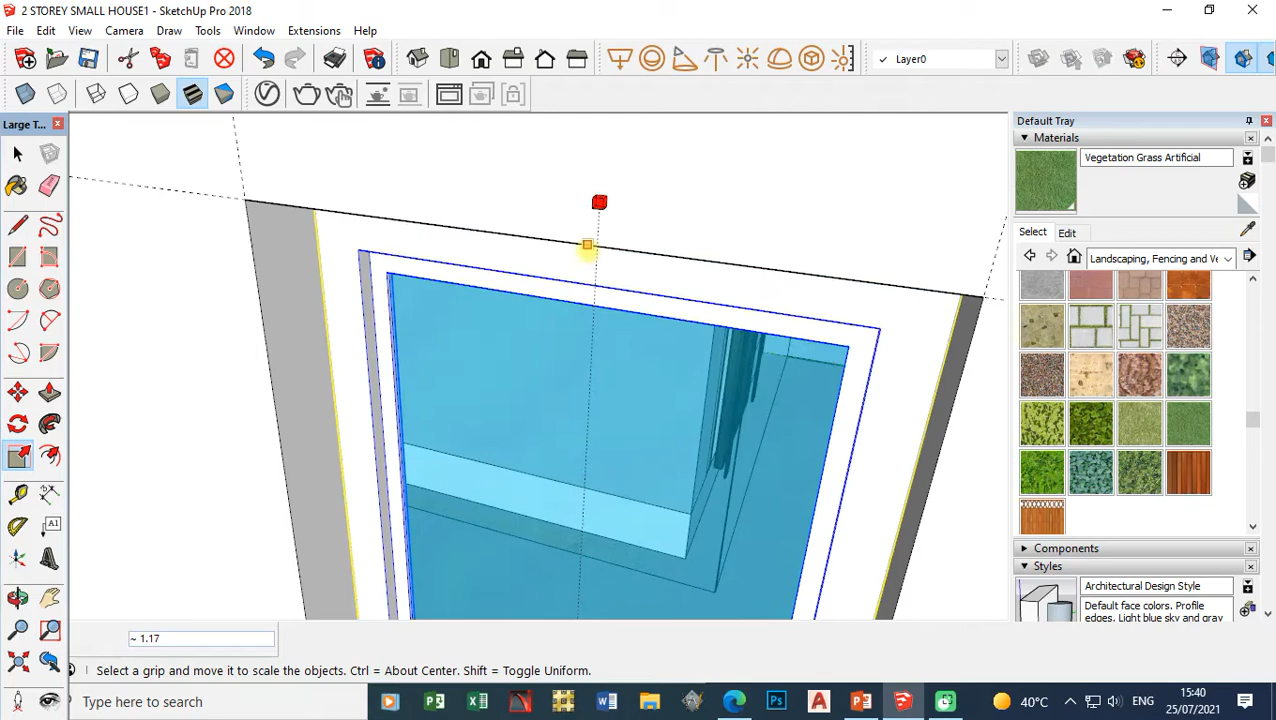 2 STOREY SMALL HOUSE1 - SketchUp Pro 2018
File Edit View Camera Draw Tools Window Extensions Help
Layer0
Large T...
Default Tray
Materials
Vegetation Grass Artificial
Select Edit
Landscaping, Fencing and Ve
A1
Components
Styles
Architectural Design Style
Default face colors. Profile
edges. Light blue sky and gray
~ 1.17
Select a grip and move it to scale the objects. Ctrl = About Center. Shift = Toggle Uniform.
Type here to search
40°C
ENG
15:40
25/07/2021